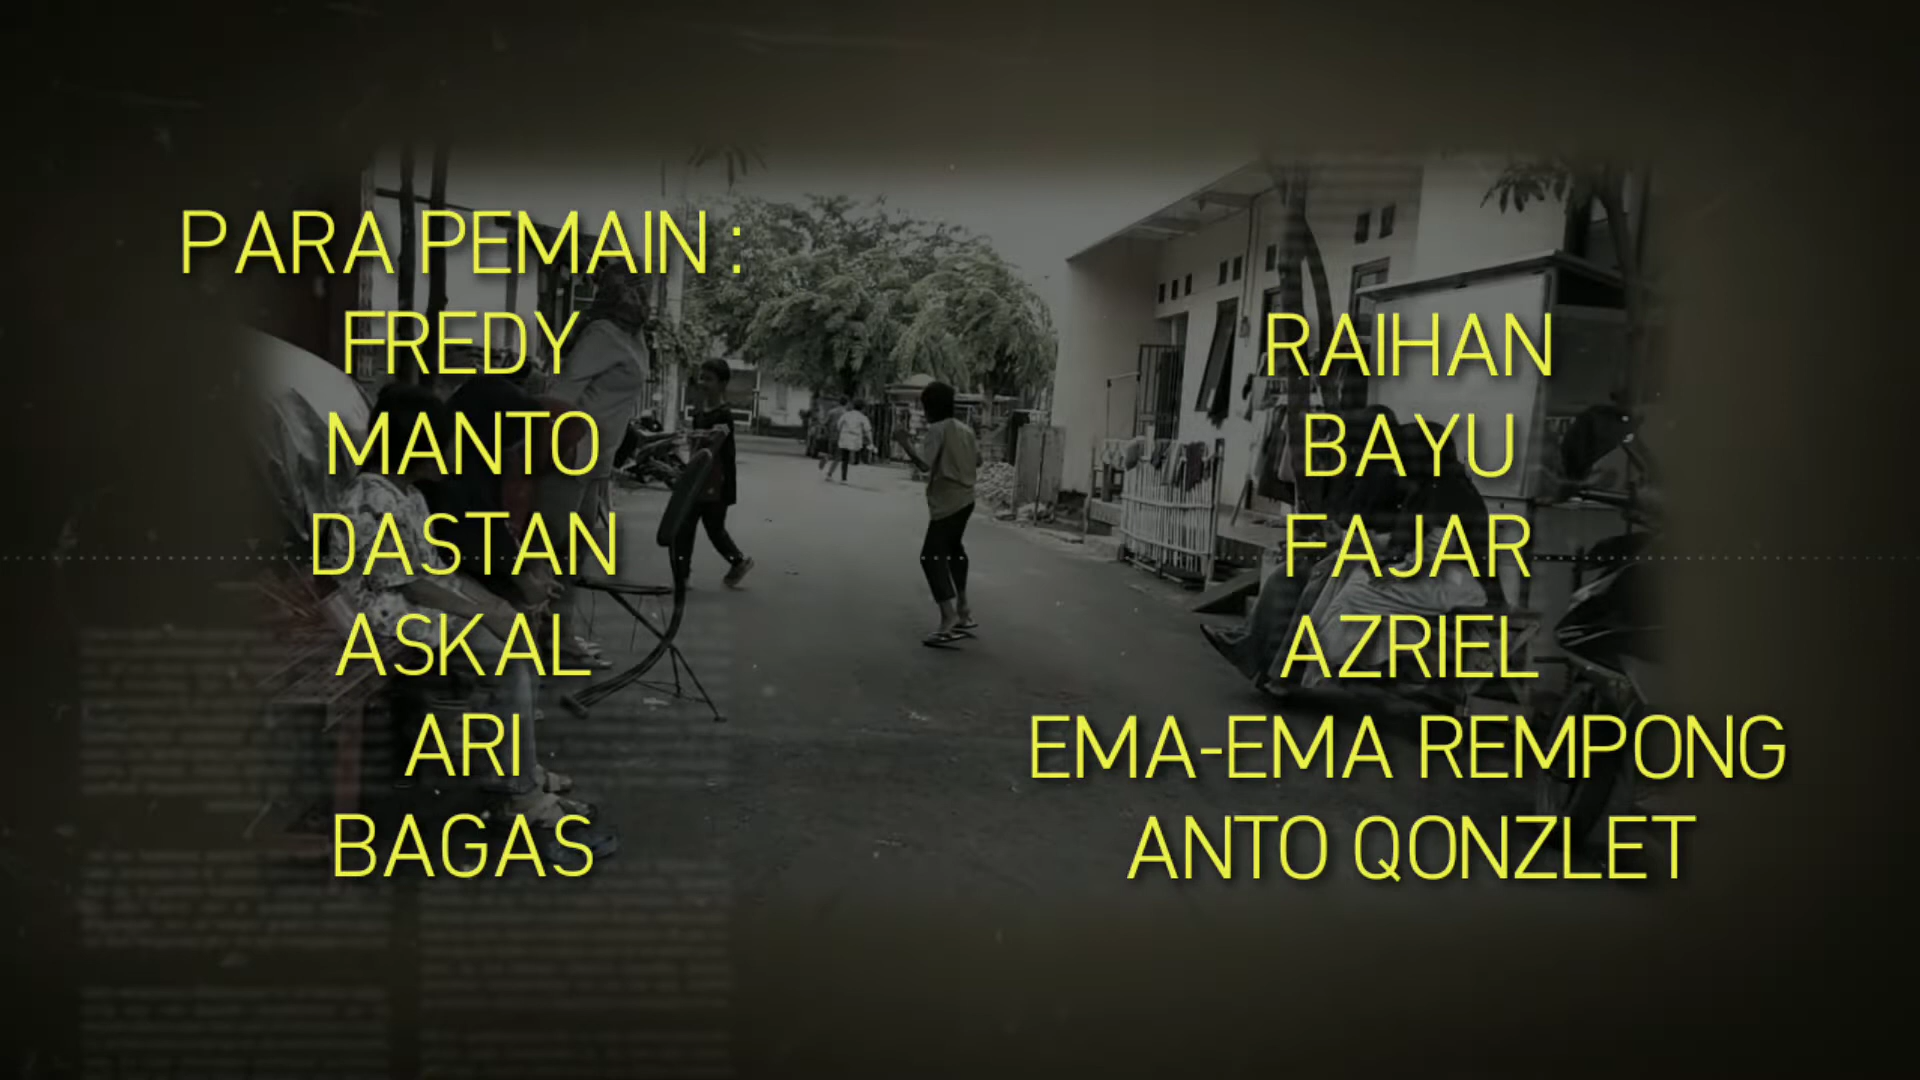 PARA PEMAIN :
FREDY
MANTO
DASTAN
ASKAL
ARI
BAGAS
RAIHAN
BAYU
FAJAR
AZRIEL
EMA-EMA REMPONG
ANTO QONZLET